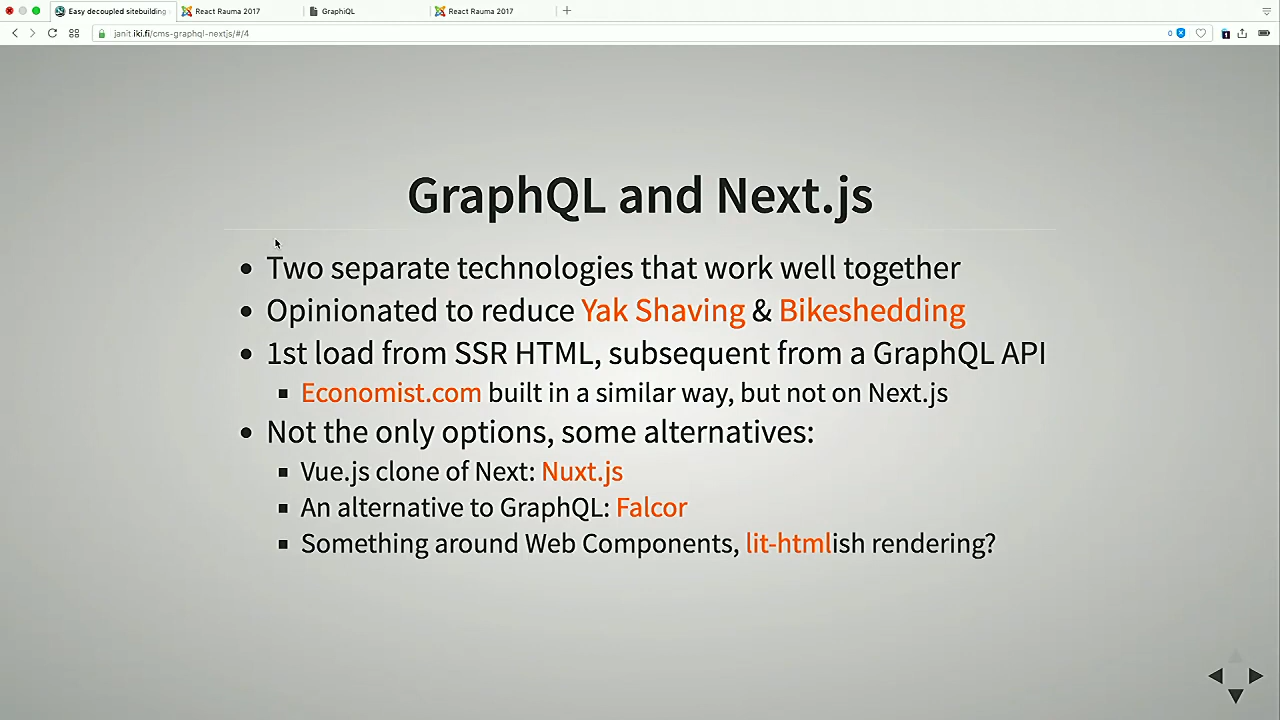 Easy decoupled sitebuilding
React Rauma 2017
GraphiQL
React Rauma 2017
janit.iki.fi/cms-graphql-nextjs/#/4
0
GraphQL and Next.js
Two separate technologies that work well together
Opinionated to reduce Yak Shaving & Bikeshedding
1st load from SSR HTML, subsequent from a GraphQL API
Economist.com built in a similar way, but not on Next.js
Not the only options, some alternatives:
Vue.js clone of Next: Nuxt.js
An alternative to GraphQL: Falcor
Something around Web Components, lit-htmlish rendering?